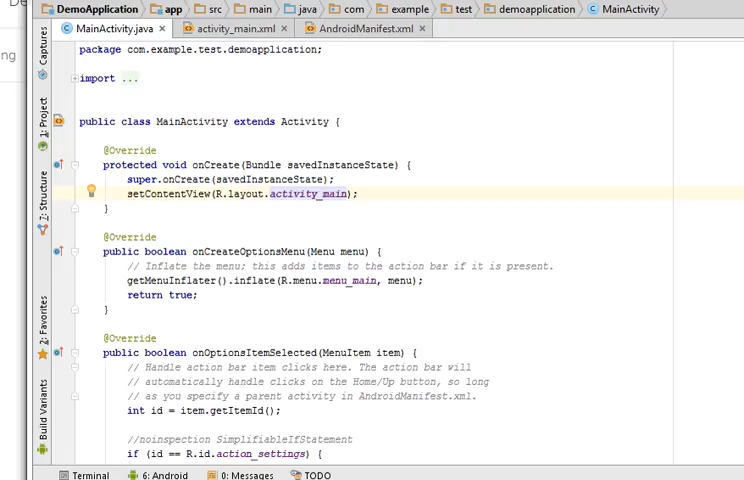 DemoApplication app src main java com example test demoapplication MainActivity
MainActivity.java activity_main.xml AndroidManifest.xml
ng
Captures
1: Project
7: Structure
2: Favorites
Build Variants
package com.example.test.demoapplication;
import ...
public class MainActivity extends Activity {
@Override
protected void onCreate(Bundle savedInstanceState) {
super.onCreate(savedInstanceState);
setContentView(R.layout.activity_main);
}
@Override
public boolean onCreateOptionsMenu(Menu menu) {
// Inflate the menu; this adds items to the action bar if it is present.
getMenuInflater().inflate(R.menu.menu_main, menu);
return true;
}
@Override
public boolean onOptionsItemSelected(MenuItem item) {
// Handle action bar item clicks here. The action bar will
// automatically handle clicks on the Home/Up button, so long
// as you specify a parent activity in AndroidManifest.xml.
int id = item.getItemId();
//noinspection SimplifiableIfStatement
if (id == R.id.action_settings) {
Terminal 6: Android 0: Messages TODO